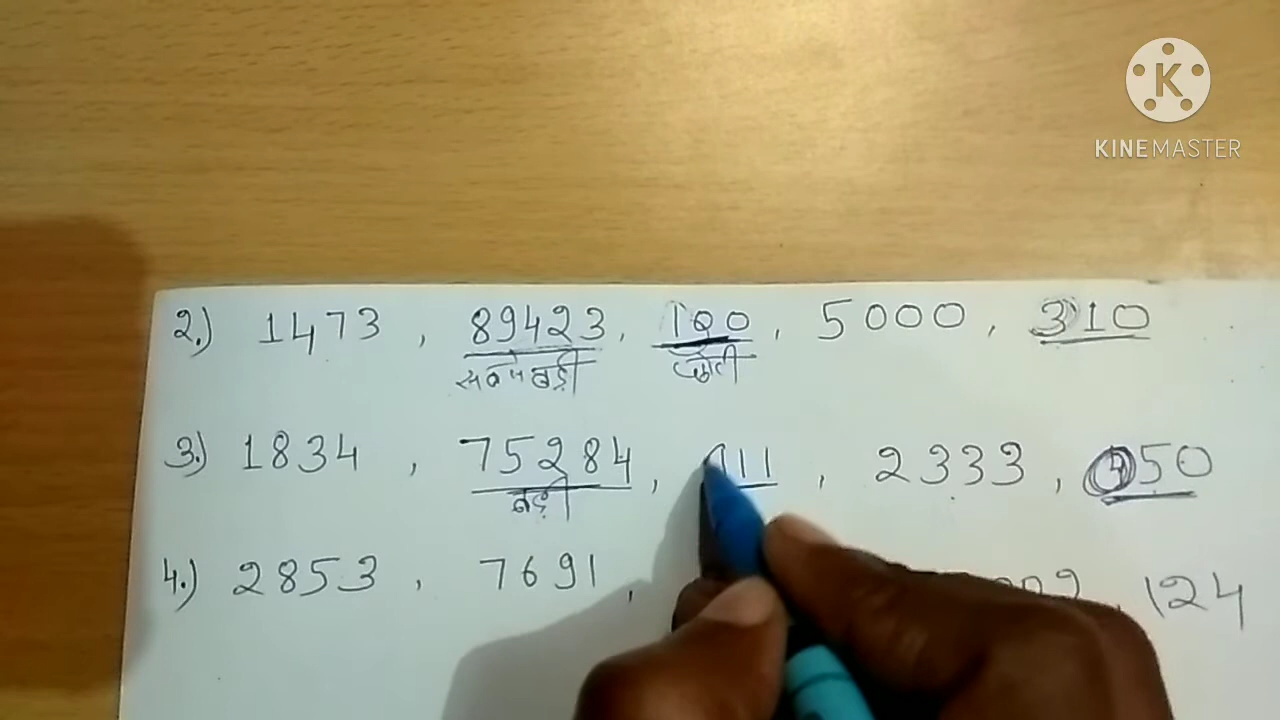 K
KINEMASTER
2.) 1473 , 89423, 100 , 5000 , 310
सबसे बड़ी छोटी
3.) 1834 , 75284 , 111 , 2333 , 450
बड़ी
4.) 2853 , 7691 , , 124